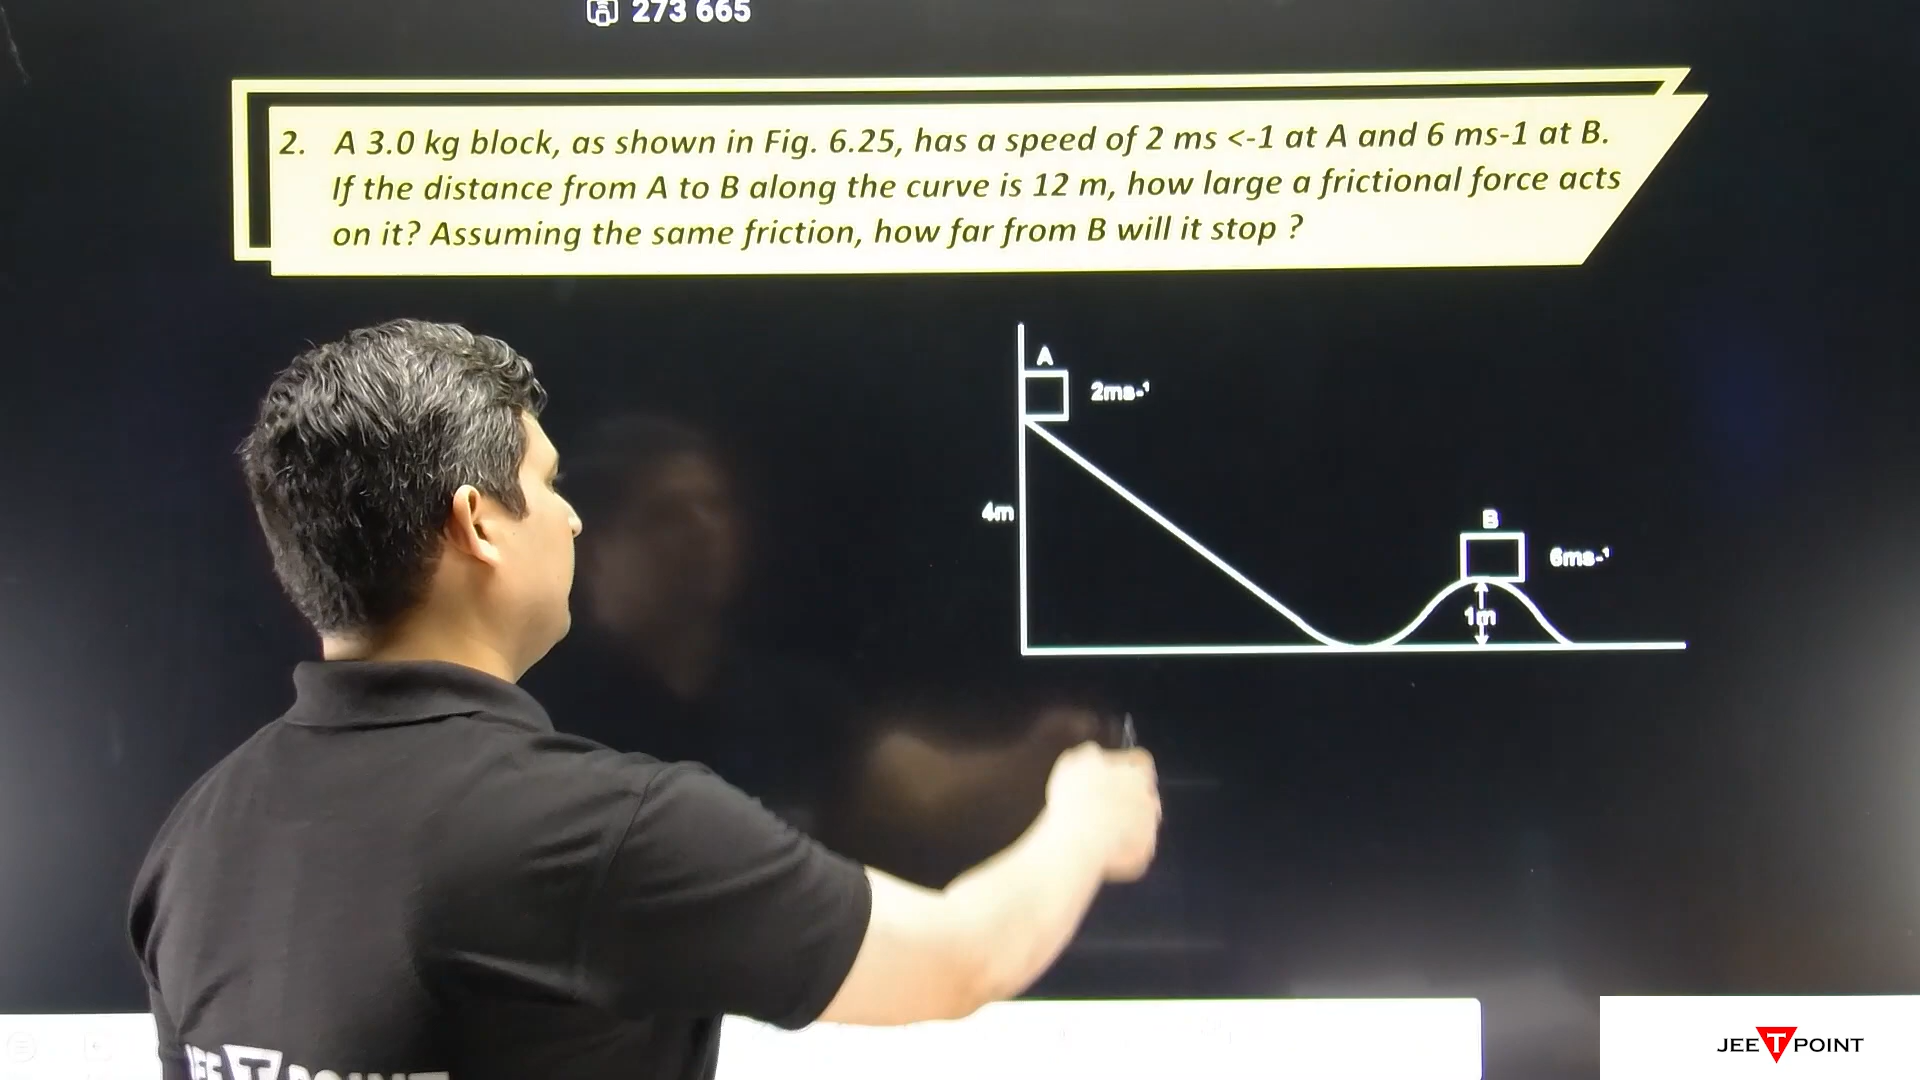 273 665
2. A 3.0 kg block, as shown in Fig. 6.25, has a speed of 2 ms <-1 at A and 6 ms-1 at B.
If the distance from A to B along the curve is 12 m, how large a frictional force acts
on it? Assuming the same friction, how far from B will it stop ?
A
2ms-¹
4m
B
6ms-¹
1m
JEE T POINT
JEE T POINT